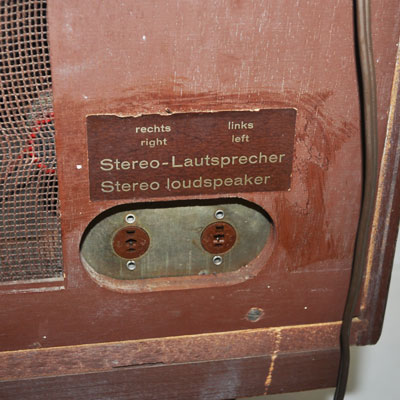 rechts links
right left
Stereo-Lautsprecher
Stereo loudspeaker